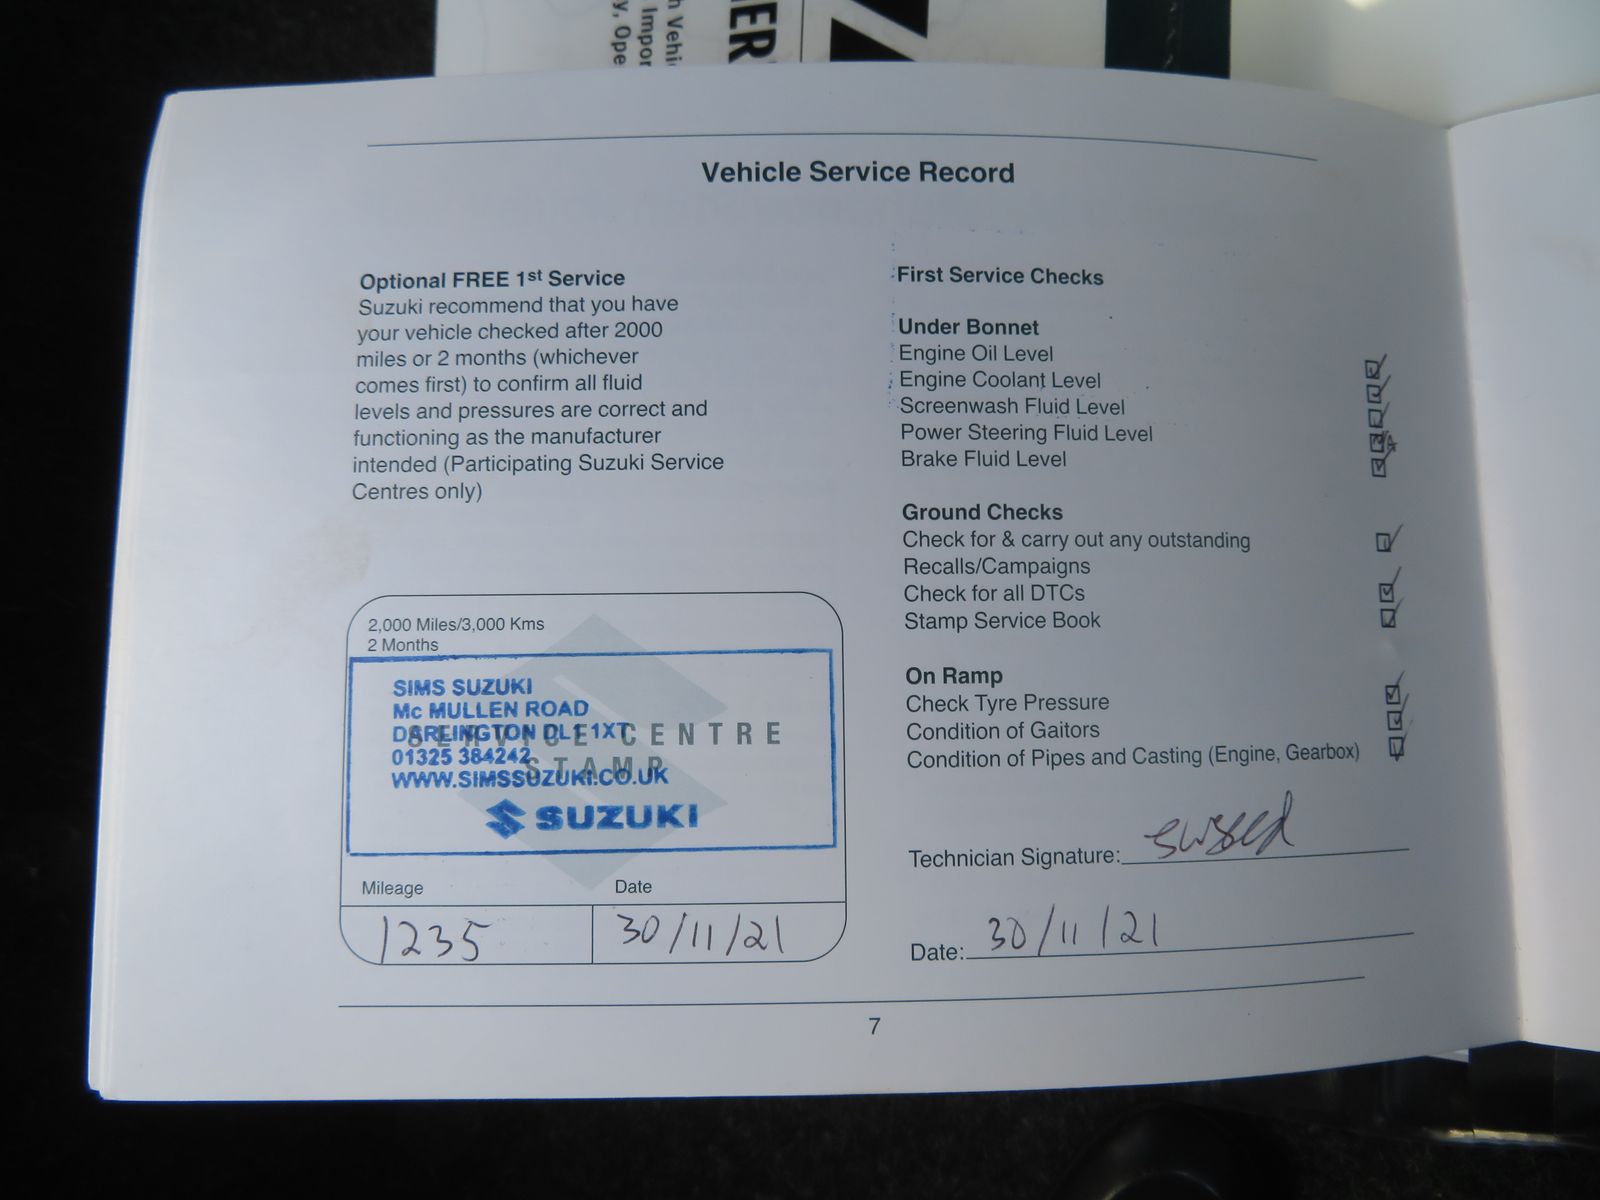 n Vehi
Impor
y, Ope
ER
Z
Vehicle Service Record
Optional FREE 1st Service
Suzuki recommend that you have
your vehicle checked after 2000
miles or 2 months (whichever
comes first) to confirm all fluid
levels and pressures are correct and
functioning as the manufacturer
intended (Participating Suzuki Service
Centres only)
2,000 Miles/3,000 Kms
2 Months
SERVICE CENTRE
STAMP
SIMS SUZUKI
Mc MULLEN ROAD
DARLINGTON DL1 1XT
01325 384242
WWW.SIMSSUZUKI.CO.UK
SUZUKI
Mileage
Date
1235
30/11/21
First Service Checks
Under Bonnet
Engine Oil Level
Engine Coolant Level
Screenwash Fluid Level
Power Steering Fluid Level
Brake Fluid Level
Ground Checks
Check for & carry out any outstanding
Recalls/Campaigns
Check for all DTCs
Stamp Service Book
On Ramp
Check Tyre Pressure
Condition of Gaitors
Condition of Pipes and Casting (Engine, Gearbox)
Technician Signature:
Date: 30/11/21
7